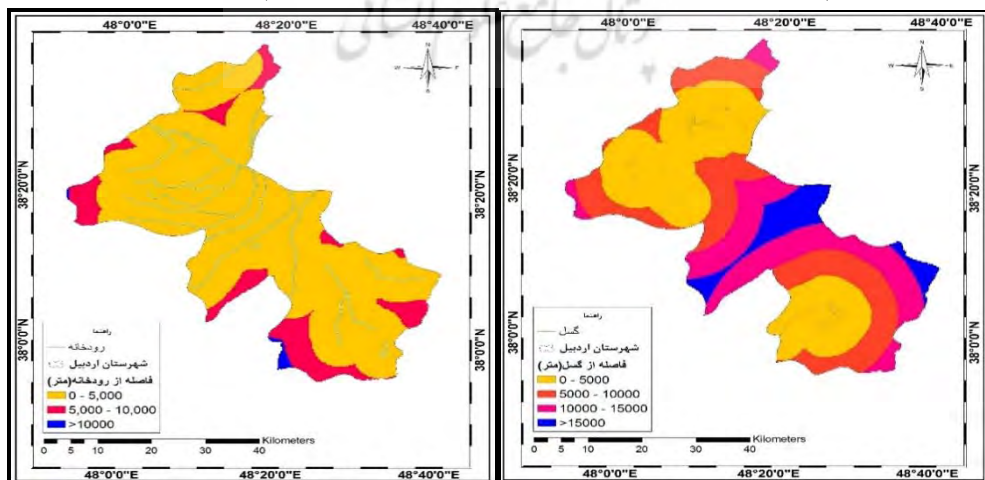 پرتال جامع علوم انسانی
48°0'0"E 48°20'0"E 48°40'0"E
N
W E
S
38°20'0"N
38°0'0"N
راهنما
رودخانه
شهرستان اردبیل
فاصله از رودخانه(متر)
0 - 5,000
5,000 - 10,000
>10000
Kilometers
0 5 10 20 30 40
48°0'0"E 48°20'0"E 48°40'0"E
38°20'0"N
38°0'0"N
48°0'0"E 48°20'0"E 48°40'0"E
N
W E
S
38°20'0"N
38°0'0"N
راهنما
گسل
شهرستان اردبیل
فاصله از گسل(متر)
0 - 5000
5000 - 10000
10000 - 15000
>15000
Kilometers
0 5 10 20 30 40
48°0'0"E 48°20'0"E 48°40'0"E
38°20'0"N
38°0'0"N